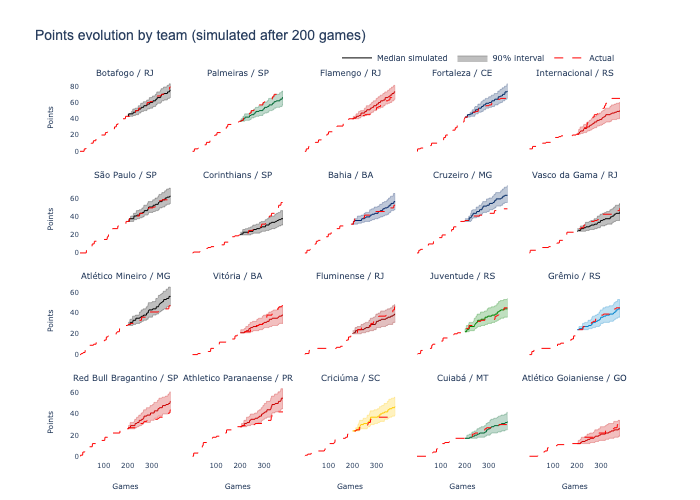 Points evolution by team (simulated after 200 games)
Median simulated 90% interval Actual
Botafogo / RJ Palmeiras / SP Flamengo / RJ Fortaleza / CE Internacional / RS
80
60
40
20
0
Points
São Paulo / SP Corinthians / SP Bahia / BA Cruzeiro / MG Vasco da Gama / RJ
60
40
20
0
Points
Atlético Mineiro / MG Vitória / BA Fluminense / RJ Juventude / RS Grêmio / RS
60
40
20
0
Points
Red Bull Bragantino / SP Athletico Paranaense / PR Criciúma / SC Cuiabá / MT Atlético Goianiense / GO
60
40
20
0
Points
100 200 300 100 200 300 100 200 300 100 200 300 100 200 300
Games Games Games Games Games